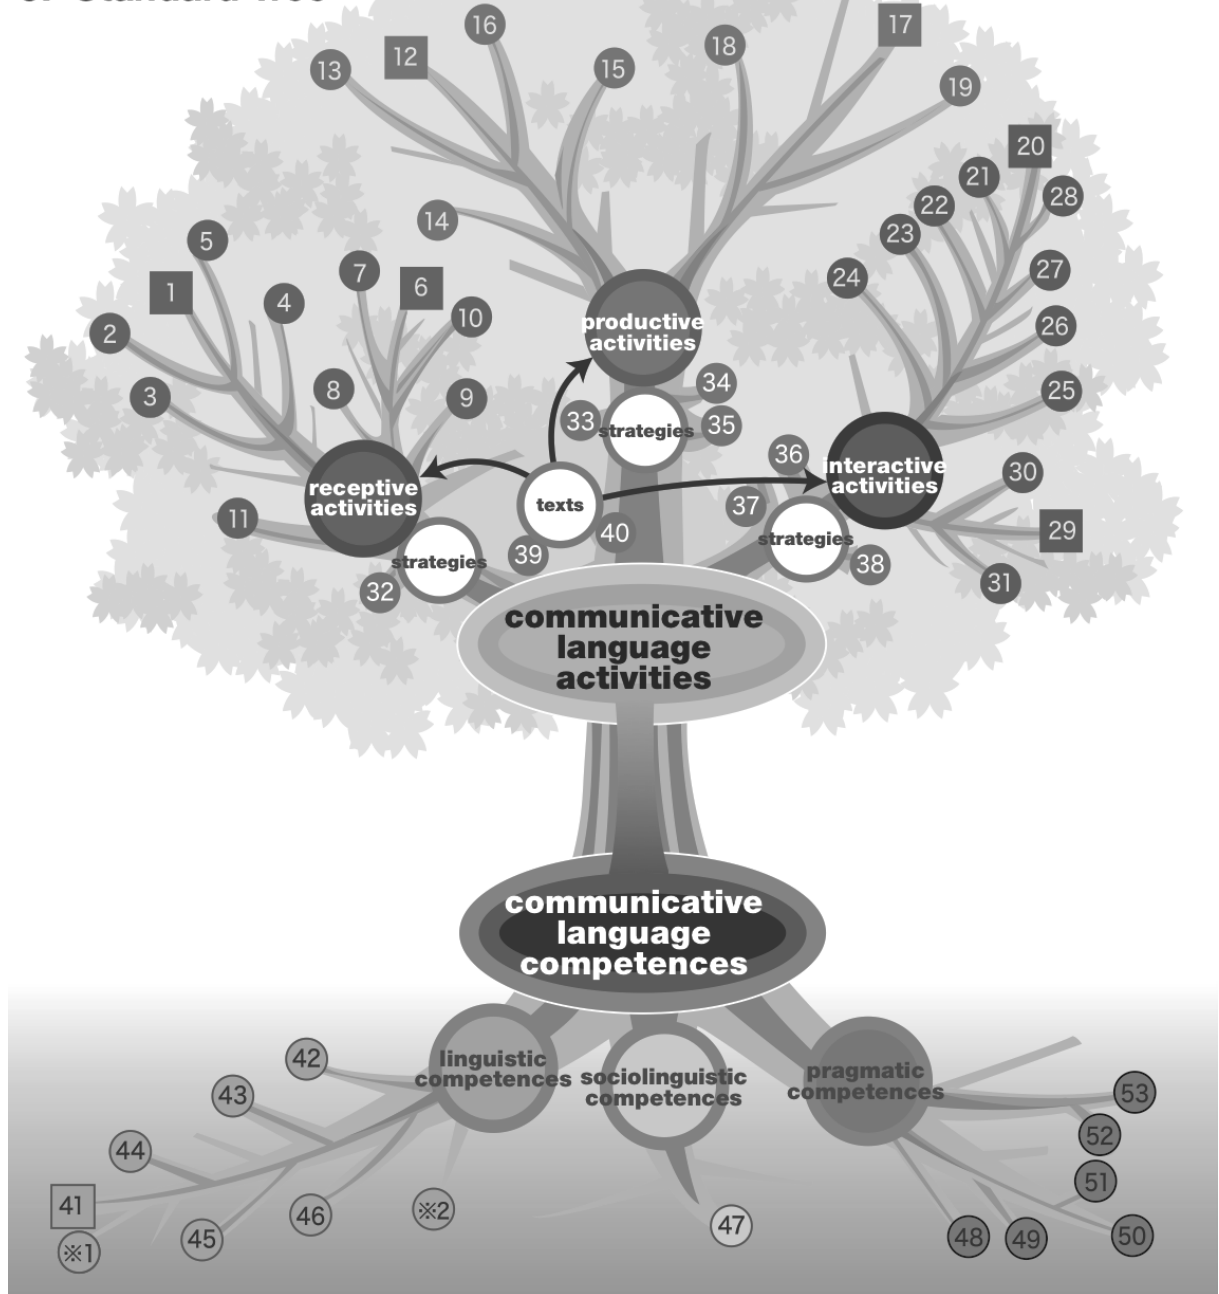 16
17
18
12
15
13
19
20
21
28
22
14
23
5
7
27
24
6
1
4
10
26
productive
activities
2
34
25
8
3
9
33
35
strategies
36
interactive
activities
30
receptive
activities
texts
37
11
40
strategies
29
39
strategies
38
31
32
communicative
language
activities
communicative
language
competences
linguistic
competences
sociolinguistic
competences
pragmatic
competences
42
43
53
52
44
51
41
46
※2
47
※1
45
48
49
50